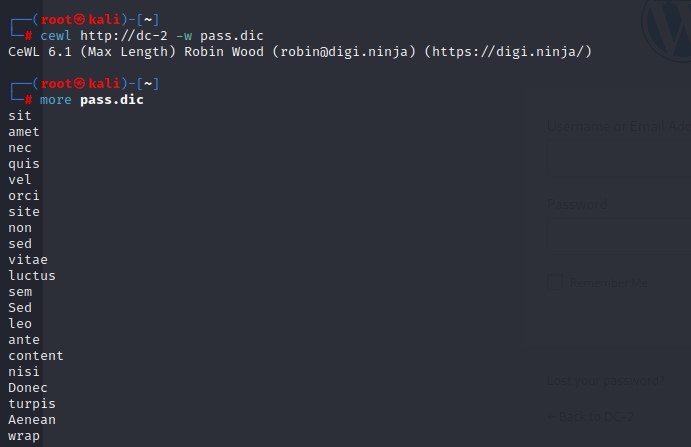 ┌──(root㉿kali)-[~]
└─# cewl http://dc-2 -w pass.dic
CeWL 6.1 (Max Length) Robin Wood (robin@digi.ninja) (https://digi.ninja/)
┌──(root㉿kali)-[~]
└─# more pass.dic
sit
amet
nec
quis
vel
orci
site
non
sed
vitae
luctus
sem
Sed
leo
ante
content
nisi
Donec
turpis
Aenean
wrap
Username or Email Add
Password
Remember Me
Lost your password?
← Back to DC-2